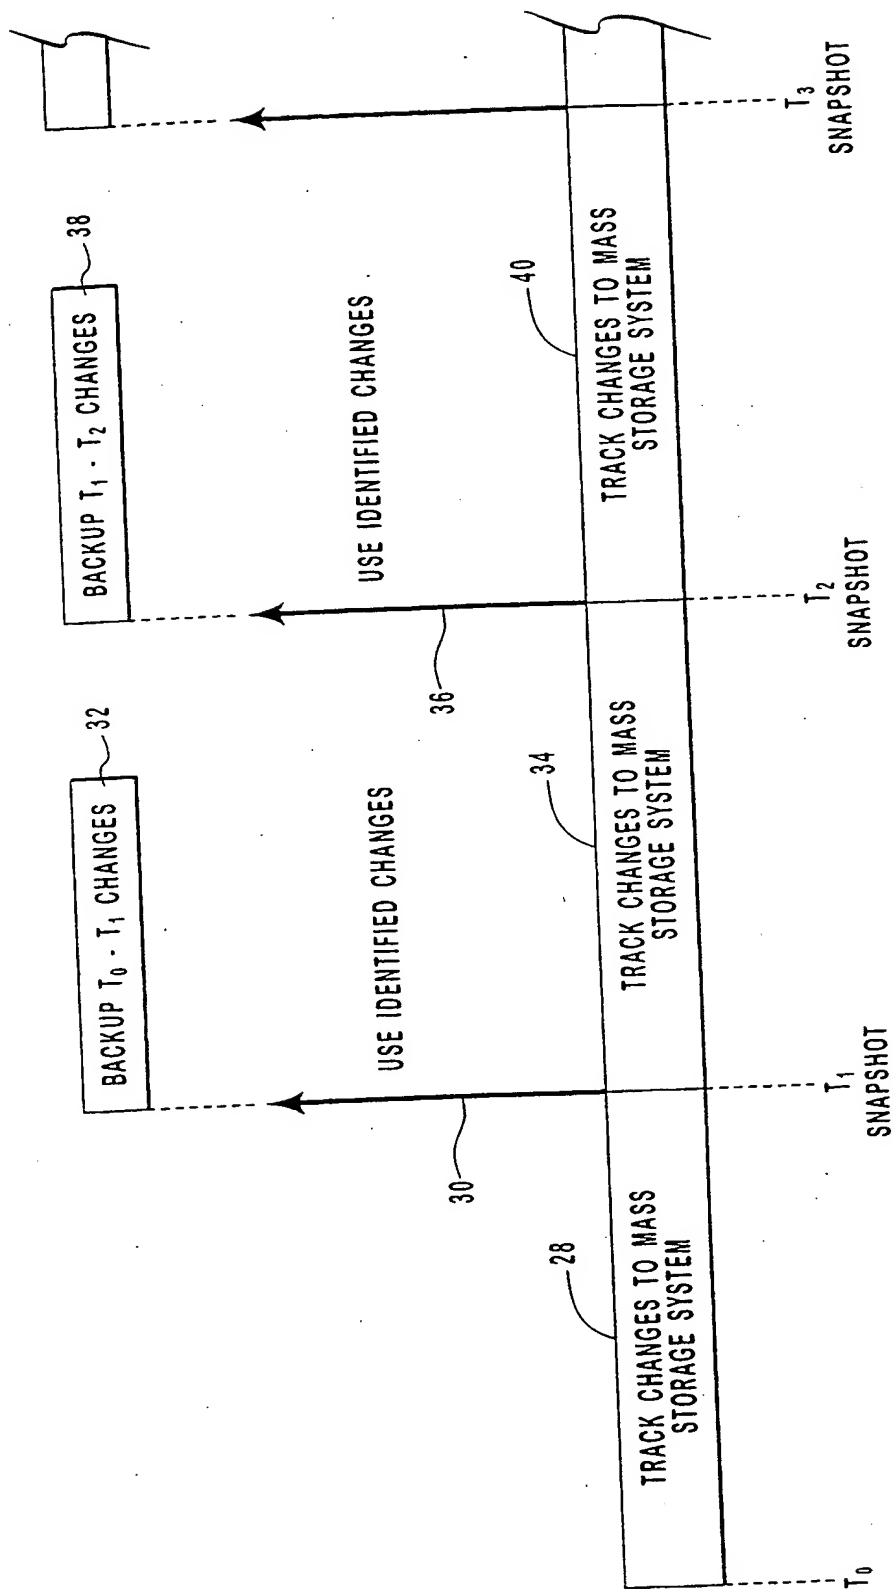 BACKUP T0 - T1 CHANGES
32
BACKUP T1 - T2 CHANGES
38
USE IDENTIFIED CHANGES
USE IDENTIFIED CHANGES
30
36
28
34
40
TRACK CHANGES TO MASS
STORAGE SYSTEM
TRACK CHANGES TO MASS
STORAGE SYSTEM
TRACK CHANGES TO MASS
STORAGE SYSTEM
T0
T1
SNAPSHOT
T2
SNAPSHOT
T3
SNAPSHOT